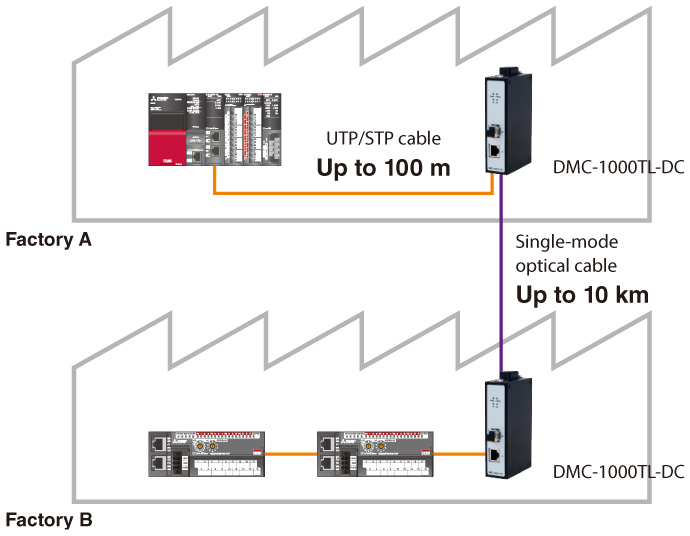 UTP/STP cable
Up to 100 m
DMC-1000TL-DC
Factory A
Single-mode
optical cable
Up to 10 km
DMC-1000TL-DC
Factory B